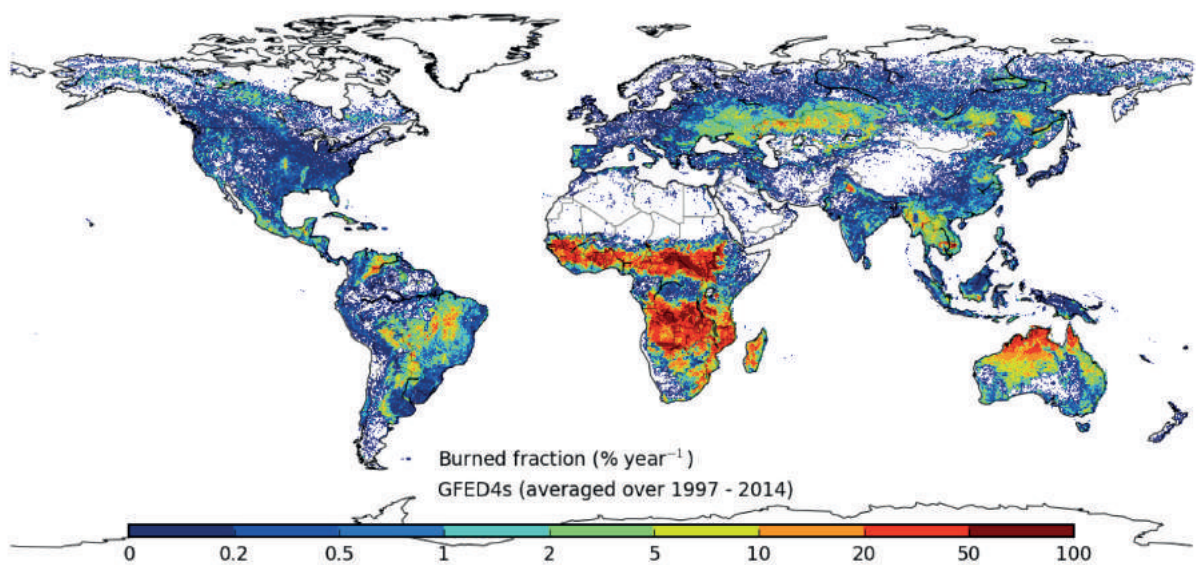 Burned fraction (% year⁻¹)
GFED4s (averaged over 1997 - 2014)
0 0.2 0.5 1 2 5 10 20 50 100